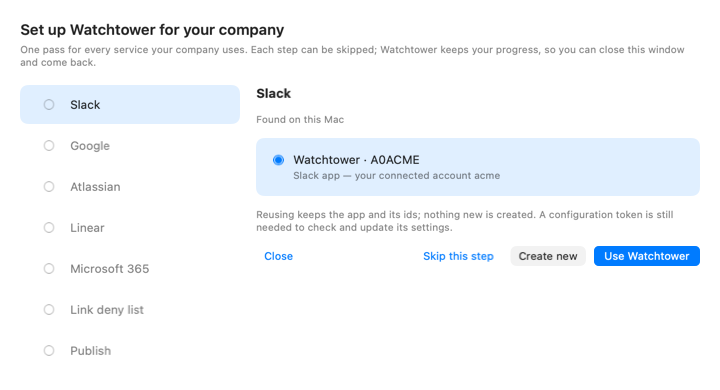 Set up Watchtower for your company
One pass for every service your company uses. Each step can be skipped; Watchtower keeps your progress, so you can close this window
and come back.
Slack
Google
Atlassian
Linear
Microsoft 365
Link deny list
Publish
Slack
Found on this Mac
Watchtower · A0ACME
Slack app — your connected account acme
Reusing keeps the app and its ids; nothing new is created. A configuration token is still
needed to check and update its settings.
Close
Skip this step
Create new
Use Watchtower